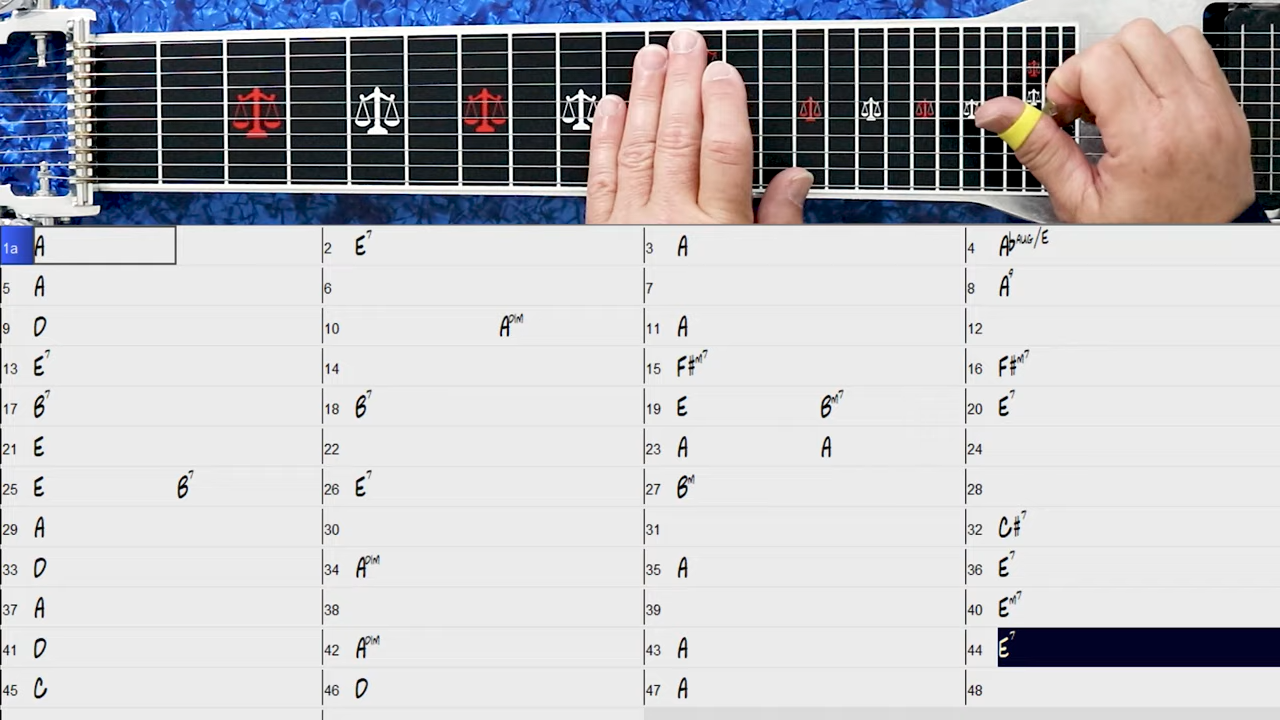 1a A 2 E7 3 A 4 AbAUG/E
5 A 6 7 8 A9
9 D 10 ADIM 11 A 12
13 E7 14 15 F#M7 16 F#M7
17 B7 18 B7 19 E BM7 20 E7
21 E 22 23 A A 24
25 E B7 26 E7 27 BM 28
29 A 30 31 32 C#7
33 D 34 ADIM 35 A 36 E7
37 A 38 39 40 EM7
41 D 42 ADIM 43 A 44 E7
45 C 46 D 47 A 48